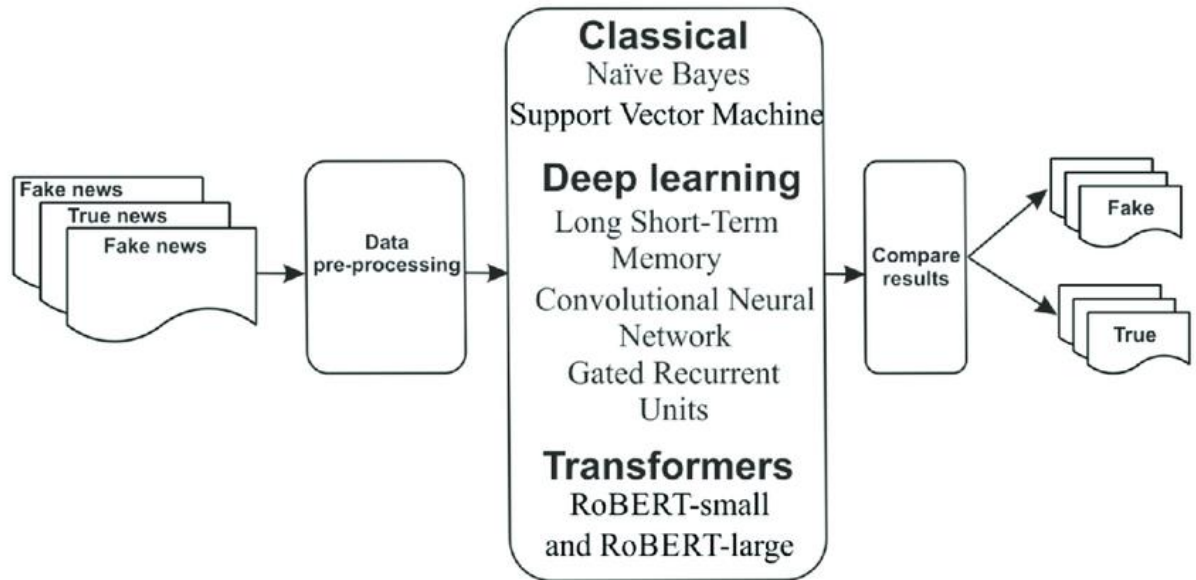 Fake news
True news
Fake news
Data
pre-processing
Classical
Naïve Bayes
Support Vector Machine
Deep learning
Long Short-Term
Memory
Convolutional Neural
Network
Gated Recurrent
Units
Transformers
RoBERT-small
and RoBERT-large
Compare
results
Fake
True